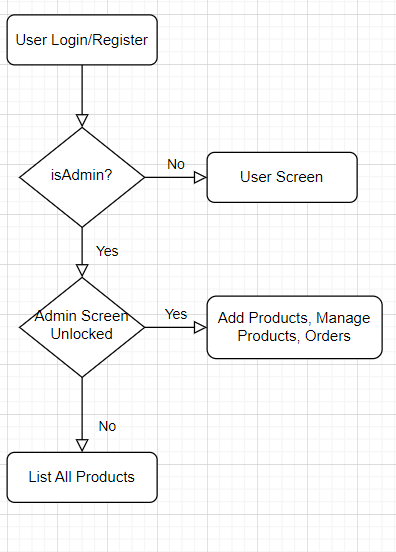 User Login/Register
isAdmin?
No
User Screen
Yes
Admin Screen
Unlocked
Yes
Add Products, Manage
Products, Orders
No
List All Products